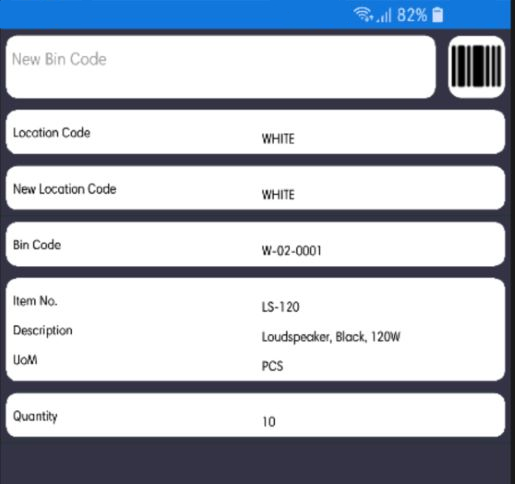 82%
New Bin Code
Location Code WHITE
New Location Code WHITE
Bin Code W-02-0001
Item No. LS-120
Description Loudspeaker, Black, 120W
UoM PCS
Quantity 10